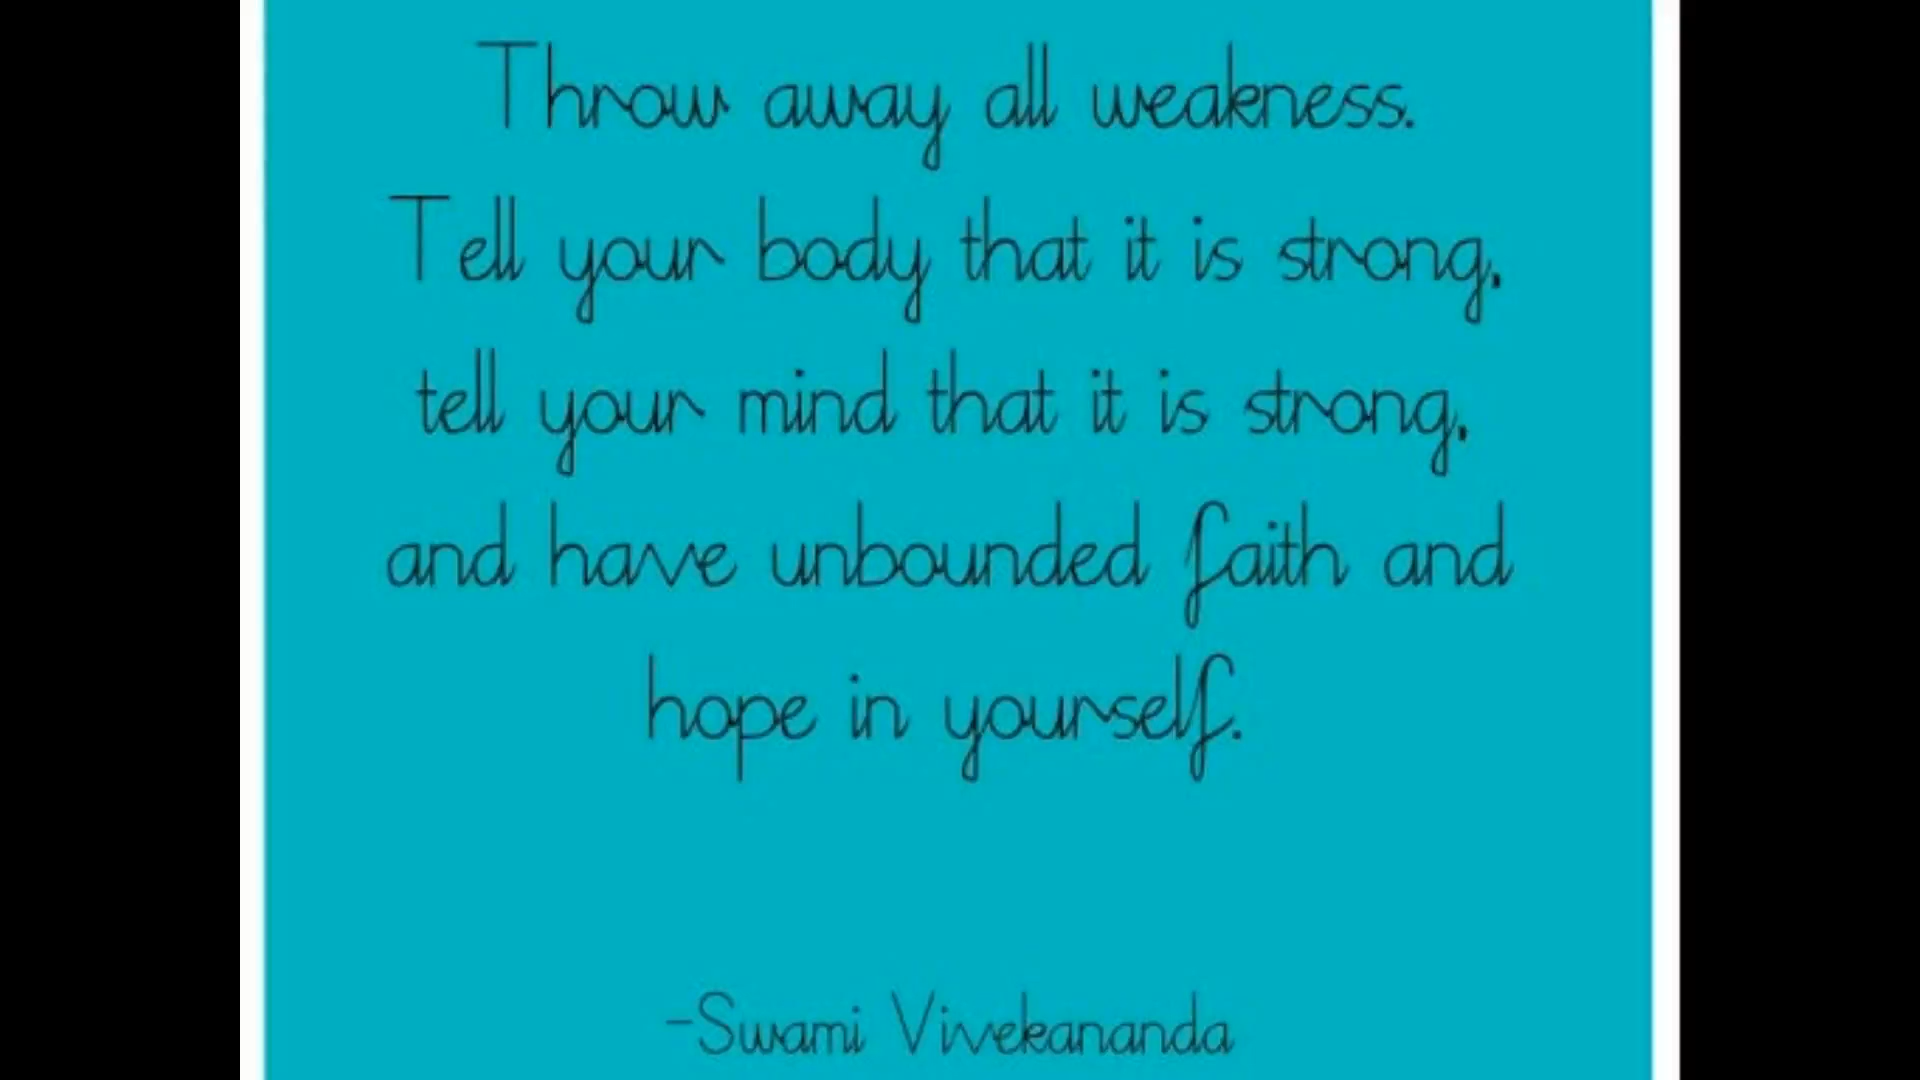 Throw away all weakness.
Tell your body that it is strong,
tell your mind that it is strong,
and have unbounded faith and
hope in yourself.
-Swami Vivekananda